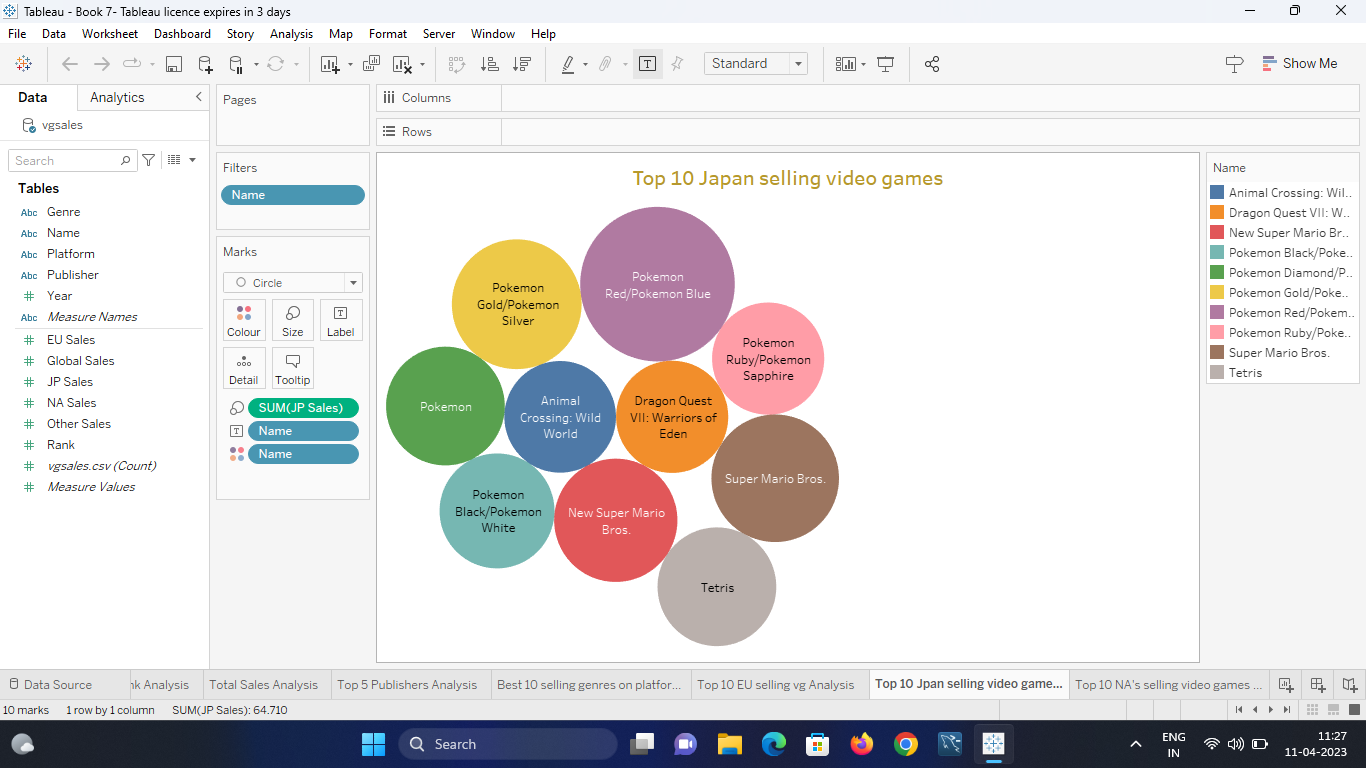 Tableau - Book 7- Tableau licence expires in 3 days
File Data Worksheet Dashboard Story Analysis Map Format Server Window Help
Standard
Show Me
Data Analytics
vgsales
Search
Tables
Abc Genre
Abc Name
Abc Platform
Abc Publisher
# Year
Abc Measure Names
# EU Sales
# Global Sales
# JP Sales
# NA Sales
# Other Sales
# Rank
# vgsales.csv (Count)
# Measure Values
Pages
Filters
Name
Marks
Circle
Colour Size Label
Detail Tooltip
SUM(JP Sales)
Name
Name
Columns
Rows
Top 10 Japan selling video games
Pokemon
Red/Pokemon Blue
Pokemon
Gold/Pokemon
Silver
Pokemon
Ruby/Pokemon
Sapphire
Pokemon
Animal
Crossing: Wild
World
Dragon Quest
VII: Warriors of
Eden
Super Mario Bros.
Pokemon
Black/Pokemon
White
New Super Mario
Bros.
Tetris
Name
Animal Crossing: Wil..
Dragon Quest VII: W..
New Super Mario Br..
Pokemon Black/Poke..
Pokemon Diamond/P..
Pokemon Gold/Poke..
Pokemon Red/Pokem..
Pokemon Ruby/Poke..
Super Mario Bros.
Tetris
Data Source nk Analysis Total Sales Analysis Top 5 Publishers Analysis Best 10 selling genres on platfor... Top 10 EU selling vg Analysis Top 10 Jpan selling video game... Top 10 NA's selling video games ...
10 marks 1 row by 1 column SUM(JP Sales): 64.710
Search
ENG
IN
11:27
11-04-2023